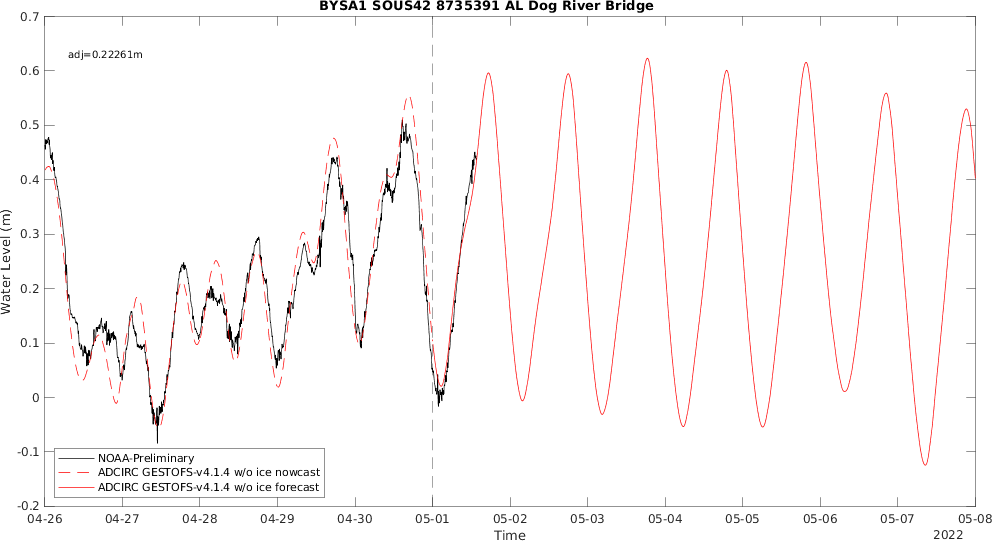 BYSA1 SOUS42 8735391 AL Dog River Bridge
0.7
adj=0.22261m
0.6
0.5
0.4
0.3
0.2
0.1
0
-0.1
-0.2
Water Level (m)
NOAA-Preliminary
ADCIRC GESTOFS-v4.1.4 w/o ice nowcast
ADCIRC GESTOFS-v4.1.4 w/o ice forecast
04-26 04-27 04-28 04-29 04-30 05-01 05-02 05-03 05-04 05-05 05-06 05-07 05-08
Time
2022